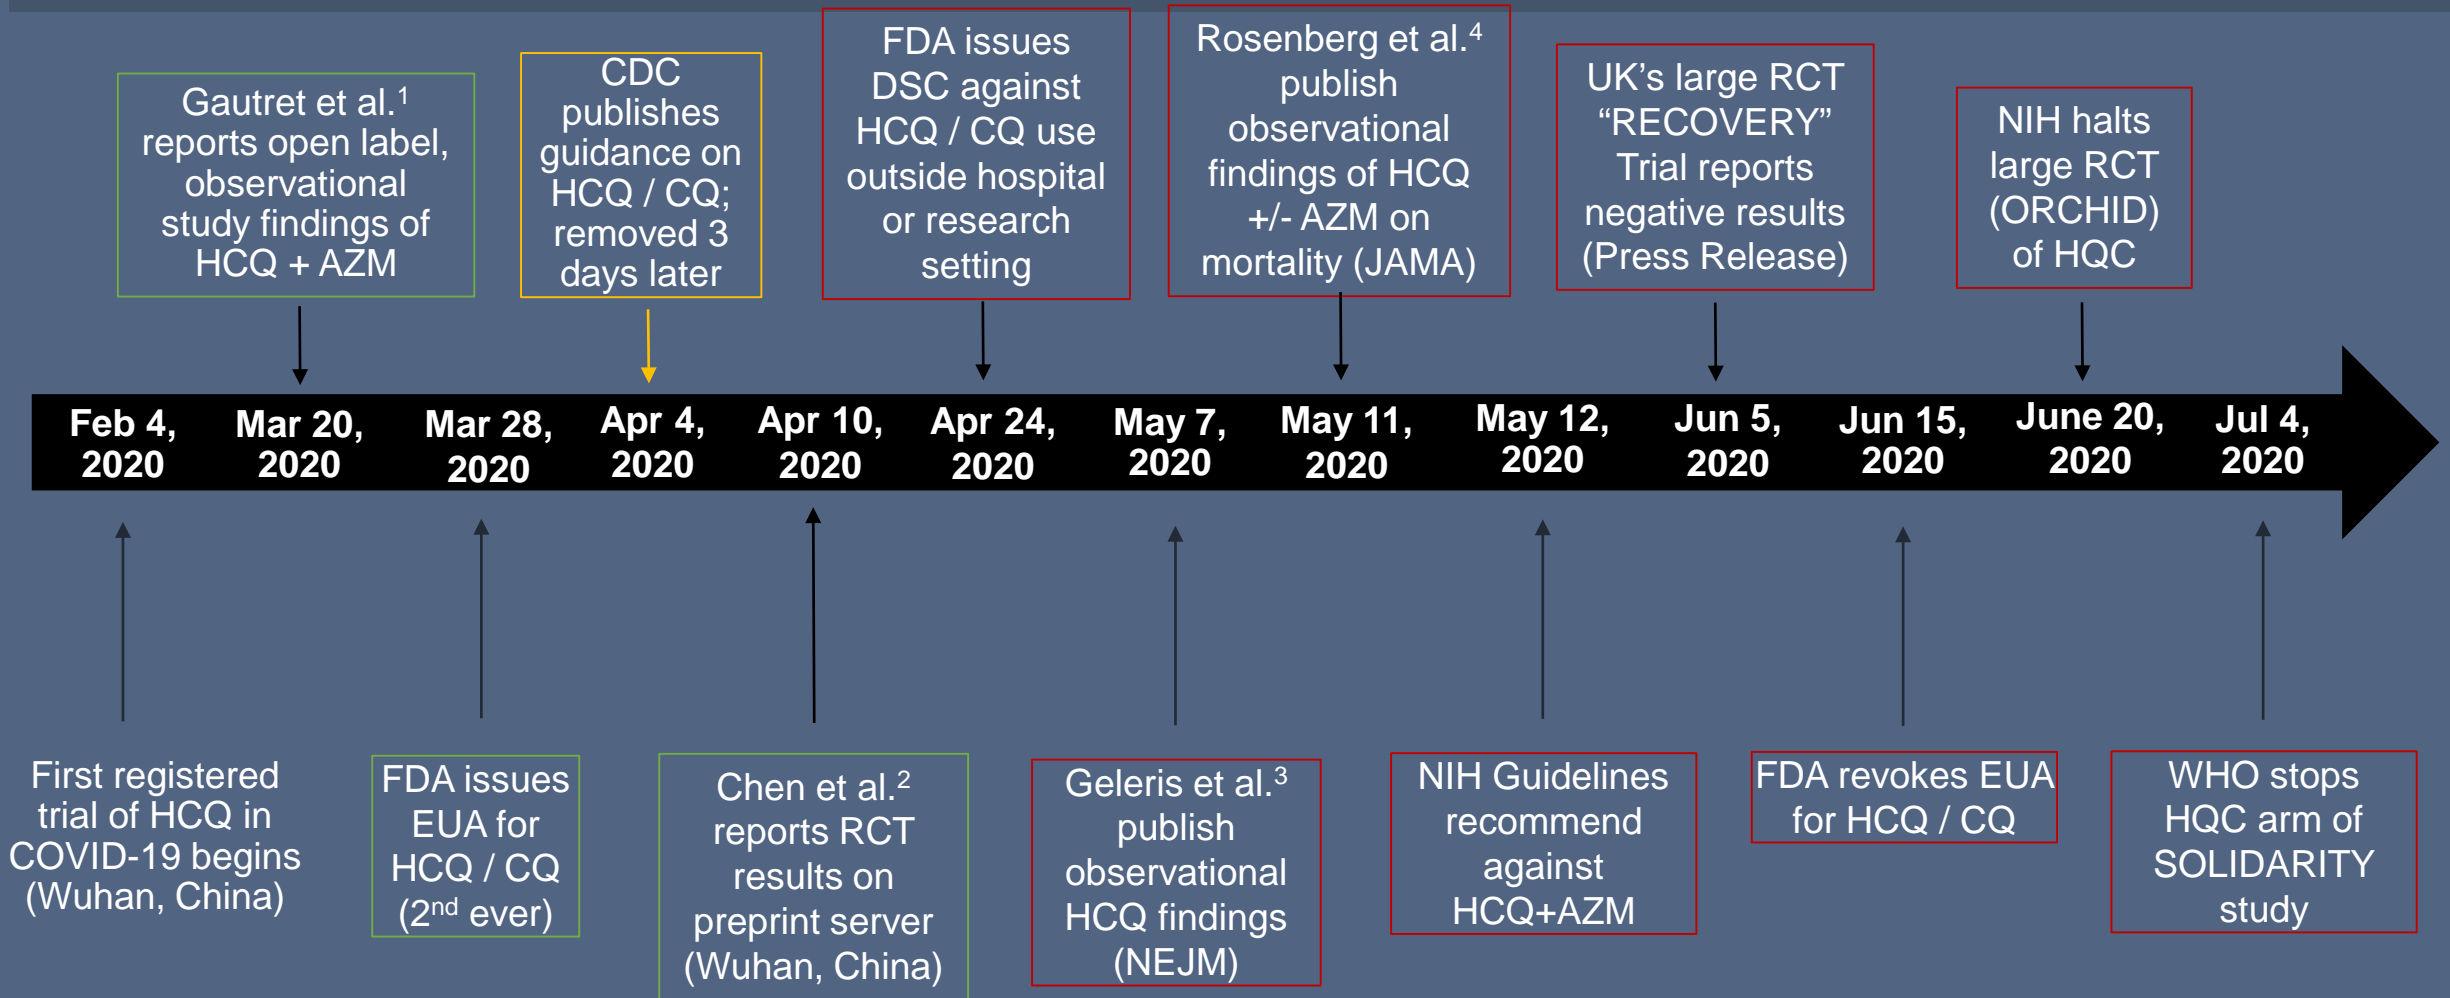 Gautret et al.1
reports open label,
observational
study findings of
HCQ + AZM
CDC
publishes
guidance on
HCQ / CQ;
removed 3
days later
FDA issues
DSC against
HCQ / CQ use
outside hospital
or research
setting
Rosenberg et al.4
publish
observational
findings of HCQ
+/- AZM on
mortality (JAMA)
UK's large RCT
“RECOVERY”
Trial reports
negative results
(Press Release)
NIH halts
large RCT
(ORCHID)
of HQC
Feb 4,
2020
Mar 20,
2020
Mar 28,
2020
Apr 4,
2020
Apr 10,
2020
Apr 24,
2020
May 7,
2020
May 11,
2020
May 12,
2020
Jun 5,
2020
Jun 15,
2020
June 20,
2020
Jul 4,
2020
First registered
trial of HCQ in
COVID-19 begins
(Wuhan, China)
FDA issues
EUA for
HCQ / CQ
(2nd ever)
Chen et al.2
reports RCT
results on
preprint server
(Wuhan, China)
Geleris et al.3
publish
observational
HCQ findings
(NEJM)
NIH Guidelines
recommend
against
HCQ+AZM
FDA revokes EUA
for HCQ / CQ
WHO stops
HQC arm of
SOLIDARITY
study